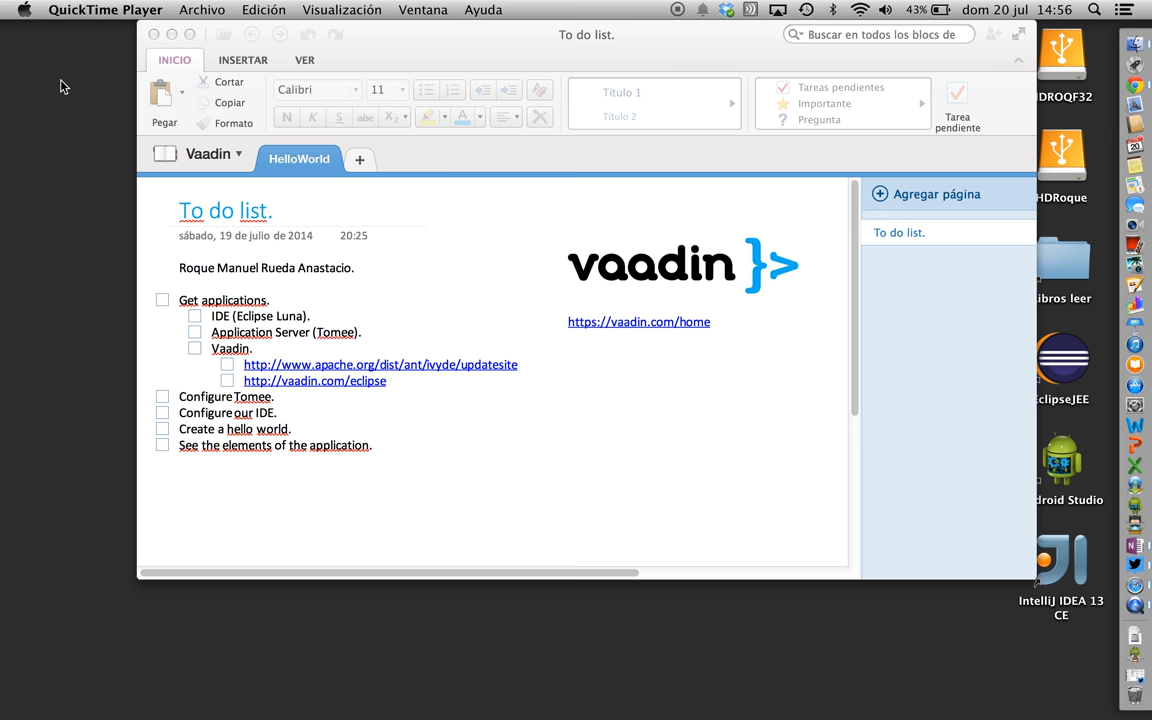 QuickTime Player Archivo Edición Visualización Ventana Ayuda 43% dom 20 jul 14:56
To do list.
Buscar en todos los blocs de
INICIO INSERTAR VER
Pegar
Cortar
Copiar
Formato
Calibri 11
N K S abc X₂ A
Título 1
Título 2
Tareas pendientes
Importante
Pregunta
Tarea
pendiente
Vaadin HelloWorld +
Agregar página
To do list.
To do list.
sábado, 19 de julio de 2014 20:25
Roque Manuel Rueda Anastacio.
vaadin }>
https://vaadin.com/home
Get applications.
IDE (Eclipse Luna).
Application Server (Tomee).
Vaadin.
http://www.apache.org/dist/ant/ivyde/updatesite
http://vaadin.com/eclipse
Configure Tomee.
Configure our IDE.
Create a hello world.
See the elements of the application.
HDROQF32
HDRoque
ibros leer
EclipseJEE
droid Studio
IntelliJ IDEA 13
CE